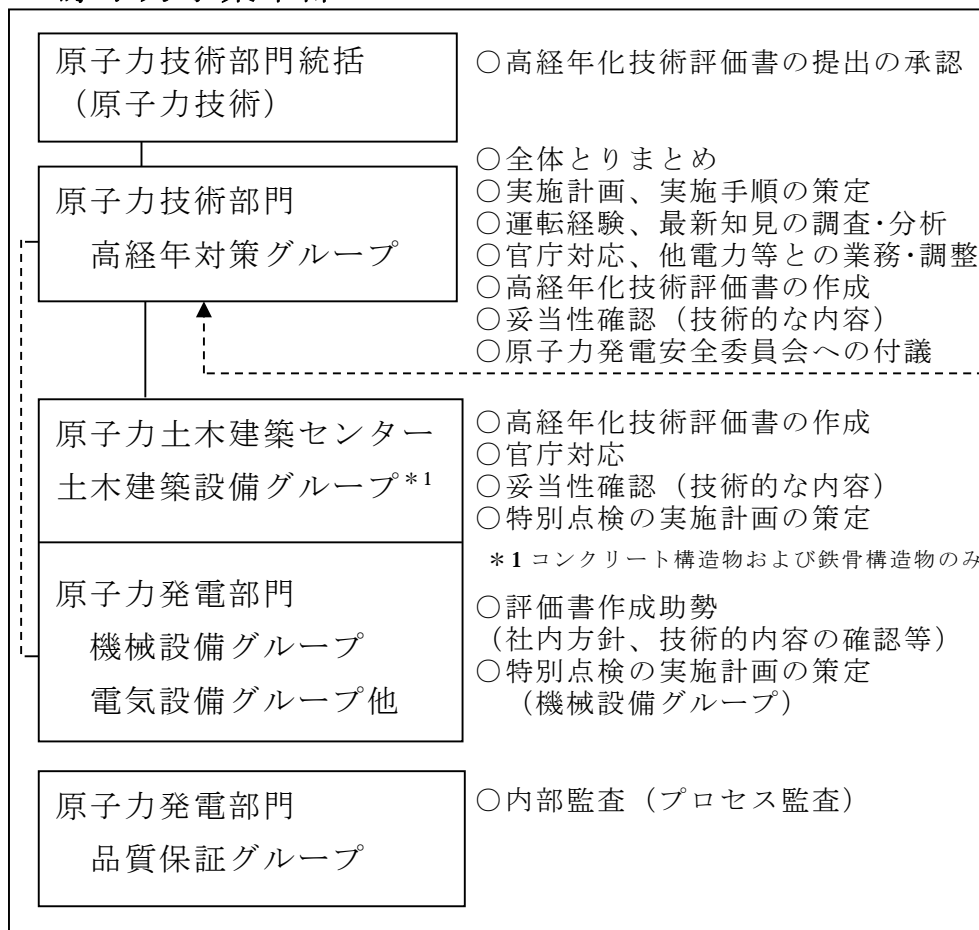 原子力技術部門統括
（原子力技術）
○高経年化技術評価書の提出の承認
原子力技術部門
高経年対策グループ
○全体とりまとめ
○実施計画、実施手順の策定
○運転経験、最新知見の調査・分析
○官庁対応、他電力等との業務・調整
○高経年化技術評価書の作成
○妥当性確認（技術的な内容）
○原子力発電安全委員会への付議
原子力土木建築センター
土木建築設備グループ*1
○高経年化技術評価書の作成
○官庁対応
○妥当性確認（技術的な内容）
○特別点検の実施計画の策定
*1 コンクリート構造物および鉄骨構造物のみ
原子力発電部門
機械設備グループ
電気設備グループ他
○評価書作成助勢
（社内方針、技術的内容の確認等）
○特別点検の実施計画の策定
（機械設備グループ）
原子力発電部門
品質保証グループ
○内部監査（プロセス監査）